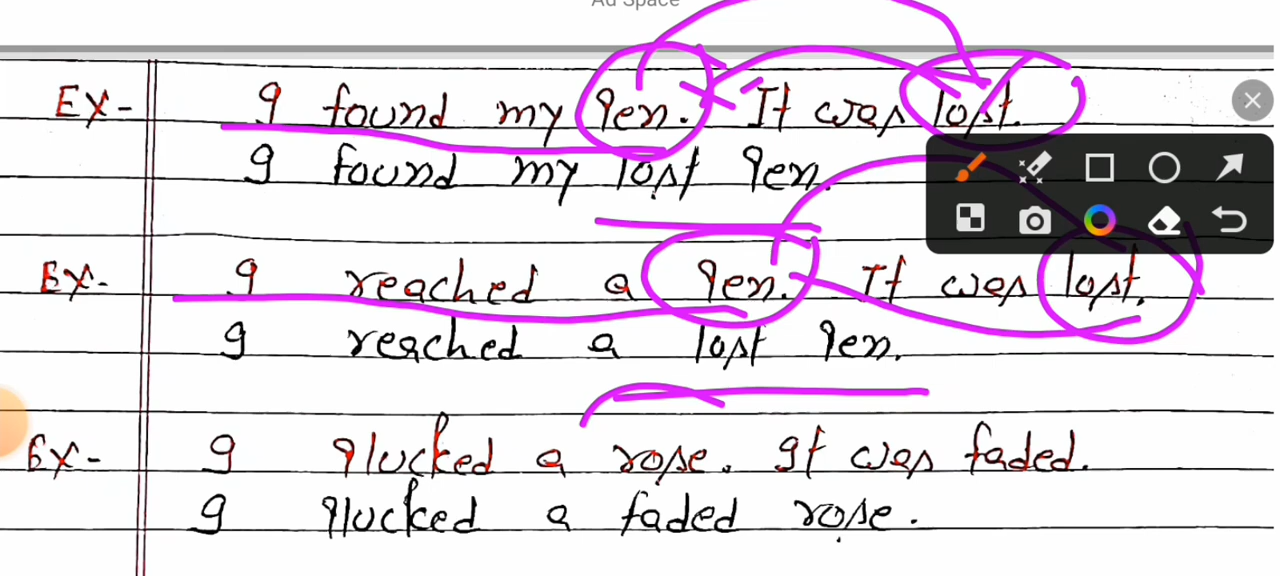 Ad Space
Ex- I found my pen. It was lost.
I found my lost pen.
Ex- I reached a pen. It was lost.
I reached a lost pen.
Ex- I plucked a rose. It was faded.
I plucked a faded rose.